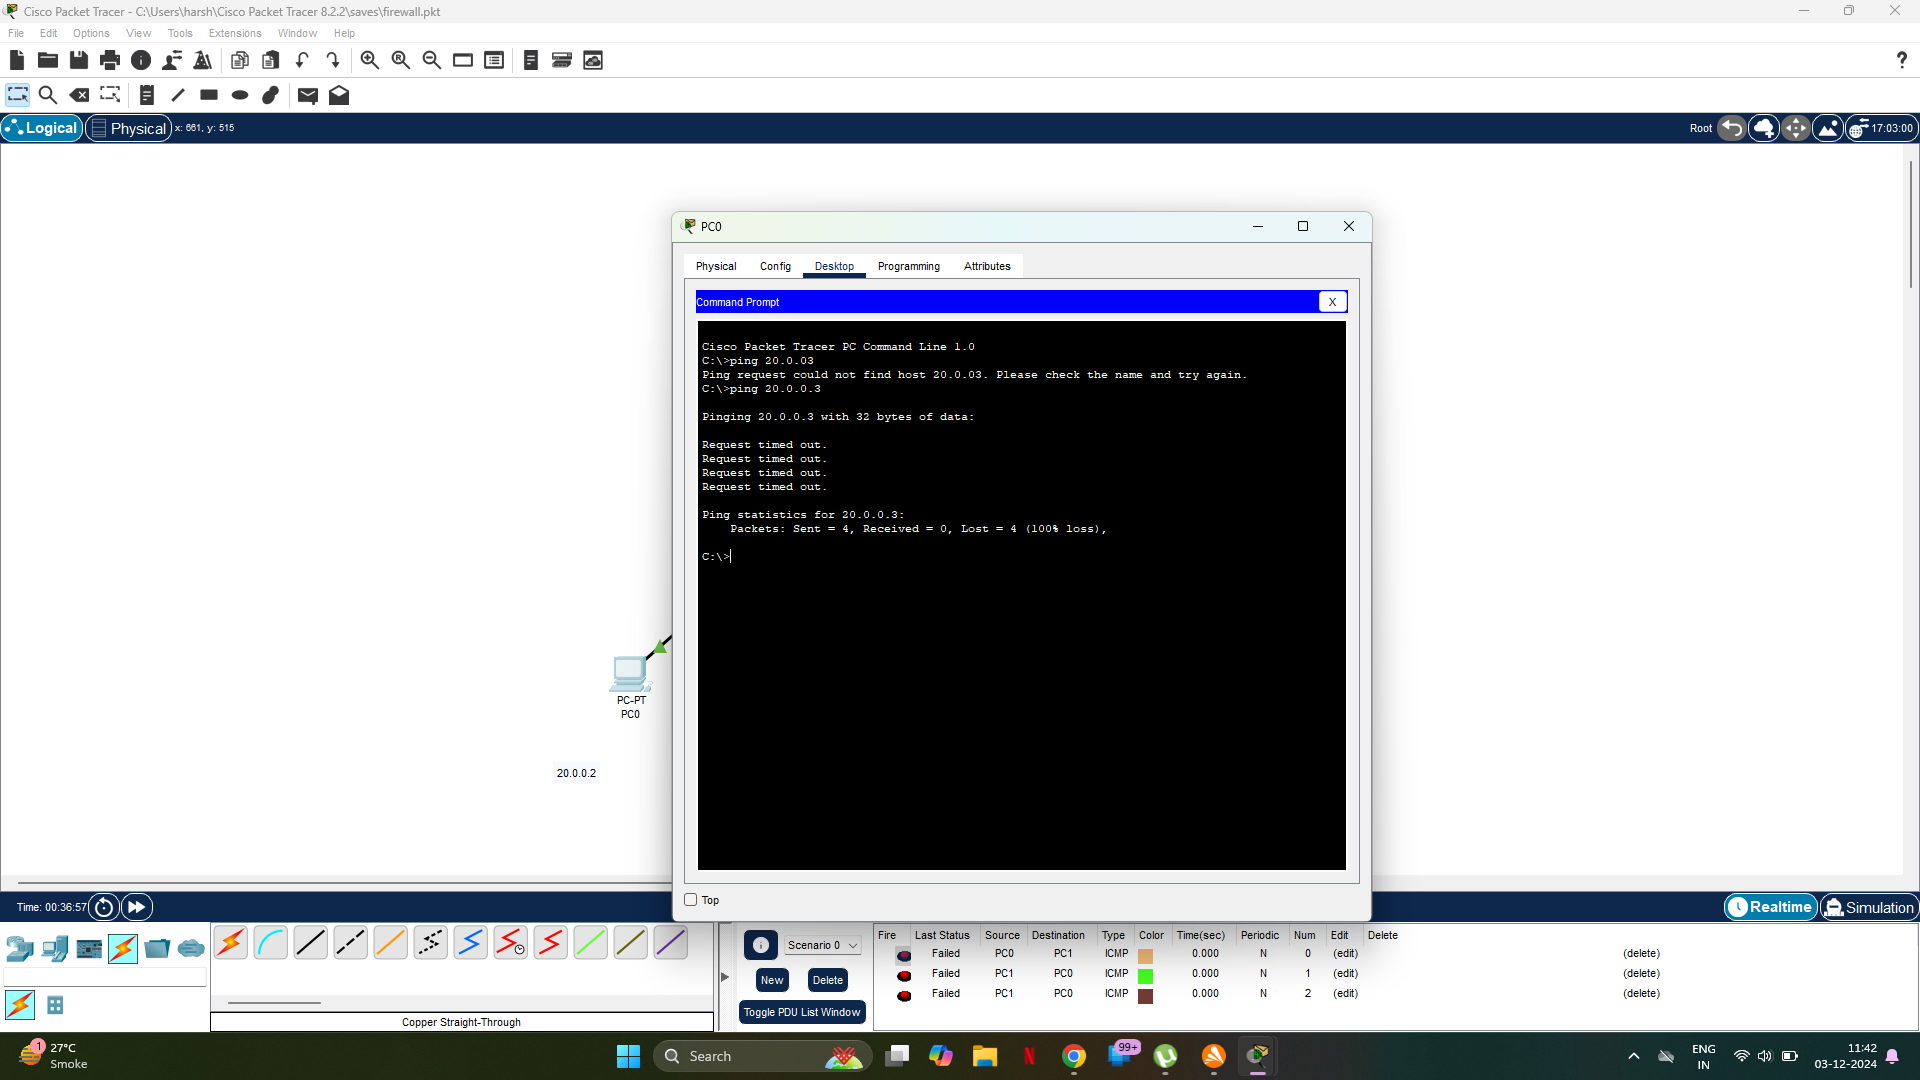 Cisco Packet Tracer - C:\Users\harsh\Cisco Packet Tracer 8.2.2\saves\firewall.pkt
File Edit Options View Tools Extensions Window Help
?
Logical Physical x: 661, y: 515 Root 17:03:00
PC0
Physical Config Desktop Programming Attributes
Command Prompt X
Cisco Packet Tracer PC Command Line 1.0
C:\>ping 20.0.03
Ping request could not find host 20.0.03. Please check the name and try again.
C:\>ping 20.0.0.3
Pinging 20.0.0.3 with 32 bytes of data:
Request timed out.
Request timed out.
Request timed out.
Request timed out.
Ping statistics for 20.0.0.3:
Packets: Sent = 4, Received = 0, Lost = 4 (100% loss),
C:\>
PC-PT
PC0
20.0.0.2
Top
Time: 00:36:57 Realtime Simulation
Scenario 0
New Delete
Toggle PDU List Window
Fire Last Status Source Destination Type Color Time(sec) Periodic Num Edit Delete
Failed PC0 PC1 ICMP 0.000 N 0 (edit) (delete)
Failed PC1 PC0 ICMP 0.000 N 1 (edit) (delete)
Failed PC1 PC0 ICMP 0.000 N 2 (edit) (delete)
Copper Straight-Through
1
27°C
Smoke
Search
N
99+
ENG
IN
11:42
03-12-2024